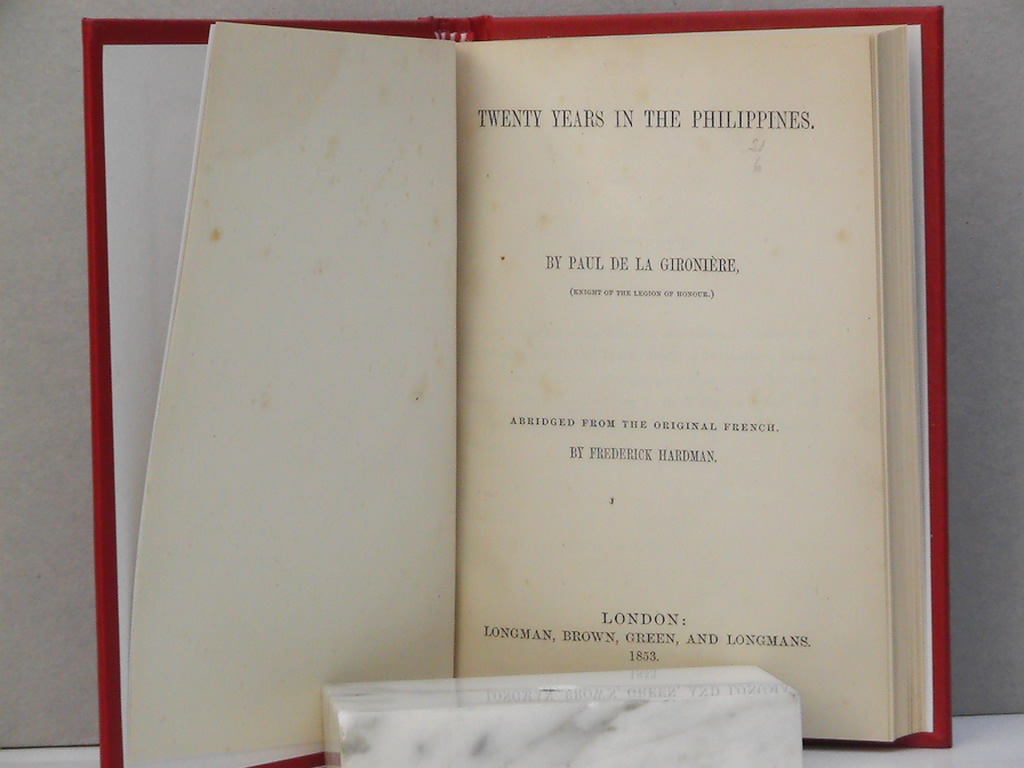 TWENTY YEARS IN THE PHILIPPINES.
BY PAUL DE LA GIRONIÈRE,
(KNIGHT OF THE LEGION OF HONOUR.)
ABRIDGED FROM THE ORIGINAL FRENCH.
BY FREDERICK HARDMAN.
LONDON:
LONGMAN, BROWN, GREEN, AND LONGMANS.
1853.